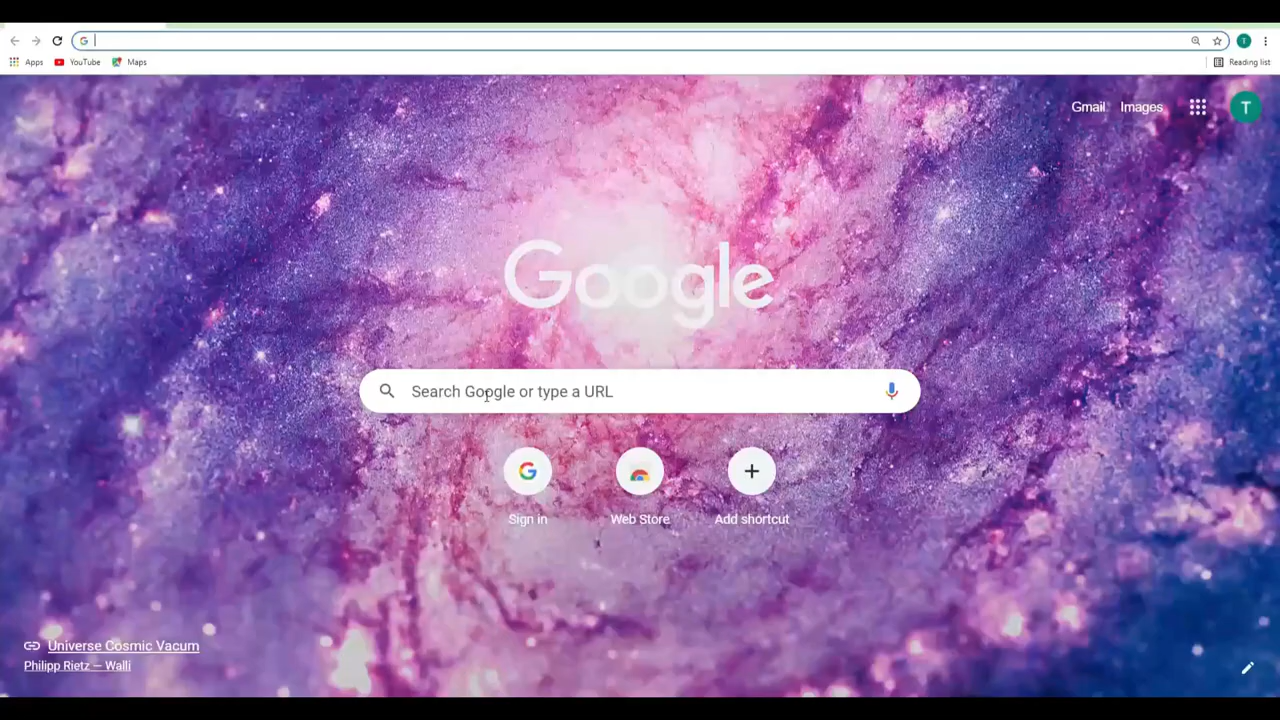 Apps YouTube Maps Reading list
Gmail Images T
Google
Search Google or type a URL
Sign in Web Store Add shortcut
Universe Cosmic Vacum
Philipp Rietz — Walli